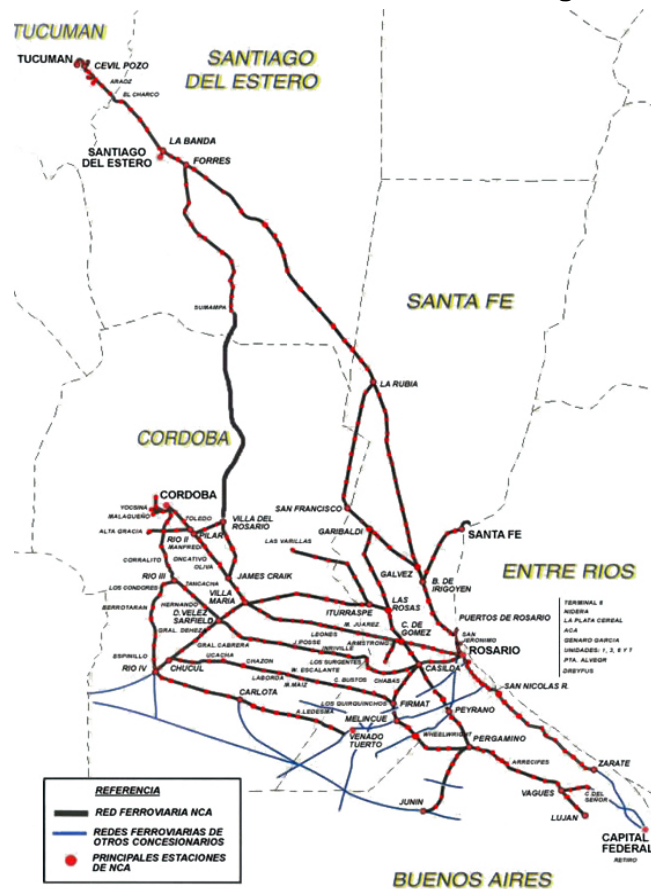 TUCUMAN
TUCUMAN
CEVIL POZO
ARAOZ
EL CHARCO
SANTIAGO
DEL ESTERO
LA BANDA
SANTIAGO
DEL ESTERO
FORRES
SUMAMPA
SANTA FE
LA RUBIA
CORDOBA
CORDOBA
YOCSINA
MALAGUEÑO
TOLEDO
ALTA GRACIA
RIO II
PILAR
VILLA DEL
ROSARIO
MANFREDI
ONCATIVO
OLIVA
CORRALITO
RIO III
TANCACHA
JAMES CRAIK
LOS CONDORES
HERNANDO
VILLA
MARIA
BERROTARAN
D.VELEZ
SARFIELD
GRAL. DEHEZA
GRAL. CABRERA
ESPINILLO
RIO IV
CHUCUL
UCACHA
CHAZON
LABORDA
W. ESCALANTE
M.MAIZ
C. BUSTOS
CARLOTA
A.LEDESMA
SAN FRANCISCO
GARIBALDI
LAS VARILLAS
GALVEZ
SANTA FE
B. DE
IRIGOYEN
ITURRASPE
LAS
ROSAS
M. JUAREZ
LEONES
C. DE
GOMEZ
ARMSTRONG
J.POSSE
INRIVILLE
LOS SURGENTES
CHABAS
CASILDA
LOS QUIRQUINCHOS
FIRMAT
MELINCUE
VENADO
TUERTO
WHEELWRIGHT
PEYRANO
PERGAMINO
ARRECIFES
JUNIN
VAGUES
C. DEL
SEÑOR
LUJAN
ENTRE RIOS
PUERTOS DE ROSARIO
TERMINAL 6
NIDERA
LA PLATA CEREAL
ACA
GENARO GARCIA
UNIDADES: 1, 3, 6 Y 7
PTA. ALVEAR
DREYFUS
SAN
JERONIMO
ROSARIO
SAN NICOLAS R.
ZARATE
CAPITAL
FEDERAL
RETIRO
BUENOS AIRES
REFERENCIA
RED FERROVIARIA NCA
REDES FERROVIARIAS DE
OTROS CONCESIONARIOS
PRINCIPALES ESTACIONES
DE NCA